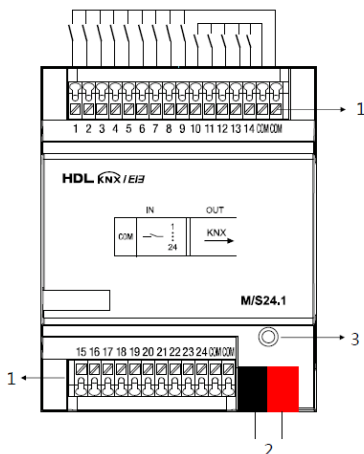 1
1 2 3 4 5 6 7 8 9 10 11 12 13 14 COM COM
HDL KNX / EIB
IN OUT
COM 1 24 KNX
M/S24.1
3
15 16 17 18 19 20 21 22 23 24 COM COM
1
2